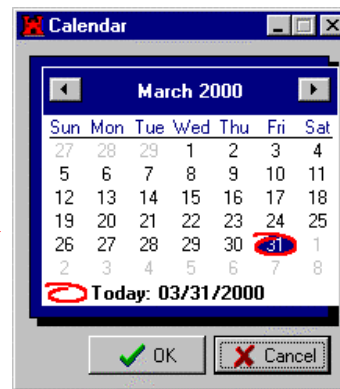 Calendar
March 2000
Sun Mon Tue Wed Thu Fri Sat
27 28 29 1 2 3 4
5 6 7 8 9 10 11
12 13 14 15 16 17 18
19 20 21 22 23 24 25
26 27 28 29 30 31 1
2 3 4 5 6 7 8
Today: 03/31/2000
OK Cancel